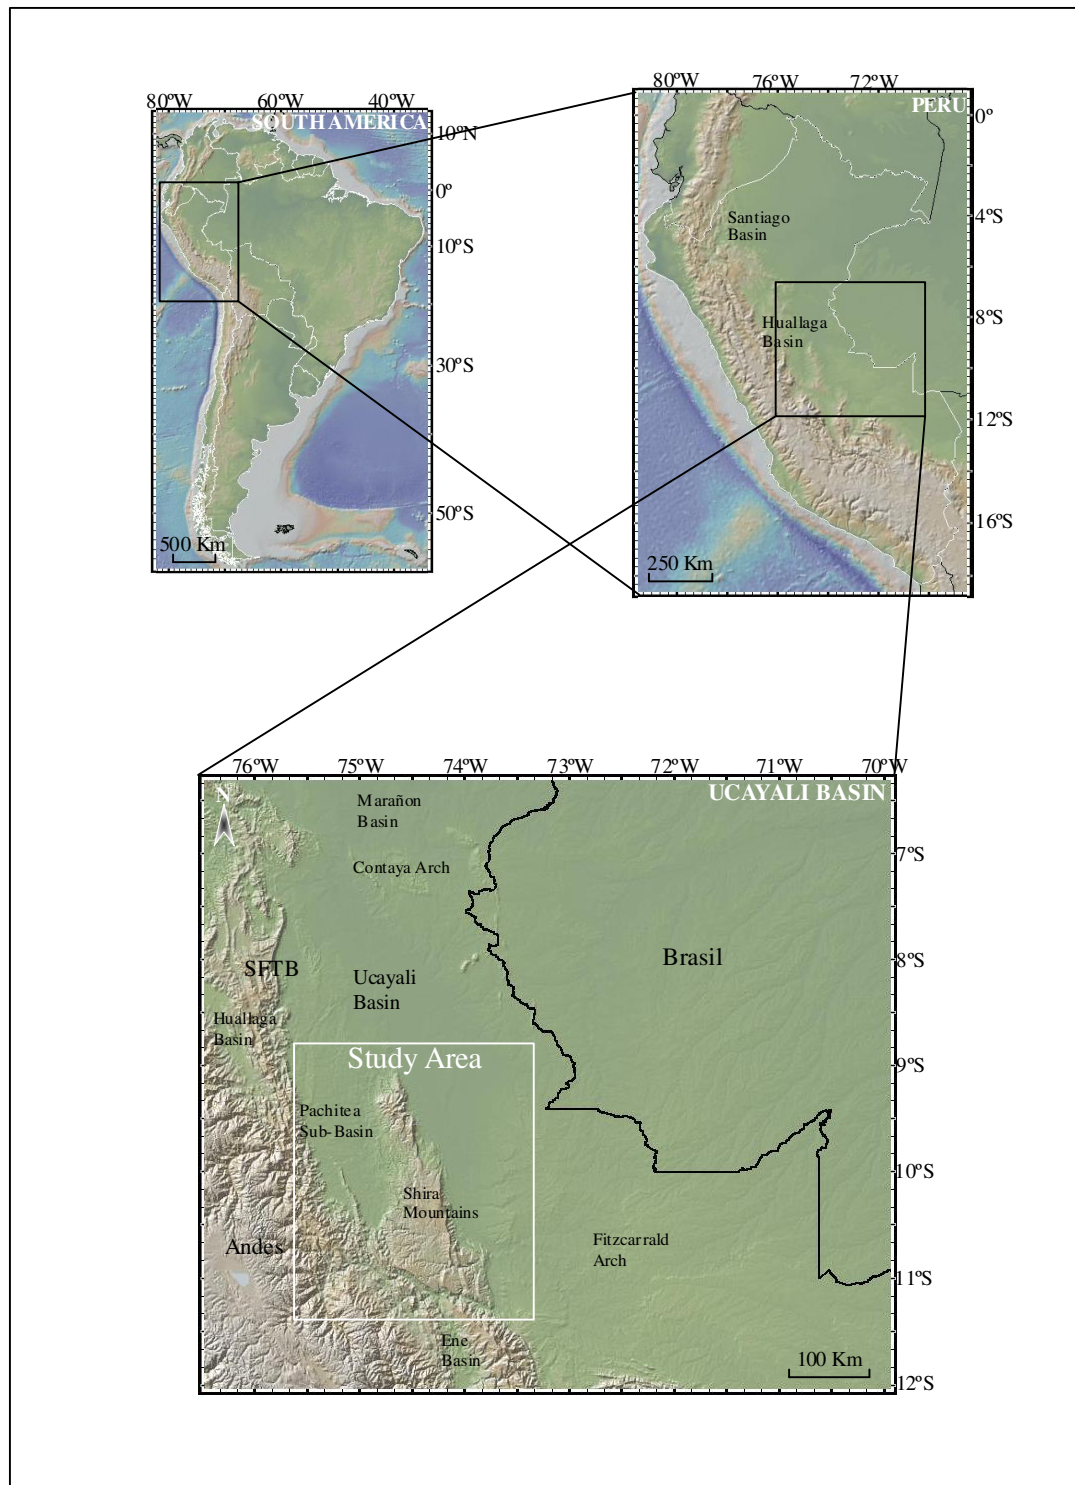 80ºW 60ºW 40ºW
SOUTH AMERICA
10ºN
0º
10ºS
30ºS
50ºS
500 Km
80ºW 76ºW 72ºW
PERU
0º
4ºS
Santiago
Basin
8ºS
Huallaga
Basin
12ºS
16ºS
250 Km
76ºW 75ºW 74ºW 73ºW 72ºW 71ºW 70ºW
UCAYALI BASIN
N
Marañon
Basin
7ºS
Contaya Arch
Brasil
8ºS
SFTB
Ucayali
Basin
Huallaga
Basin
9ºS
Study Area
Pachitea
Sub-Basin
10ºS
Shira
Mountains
Fitzcarrald
Arch
Andes
11ºS
Ene
Basin
100 Km
12ºS